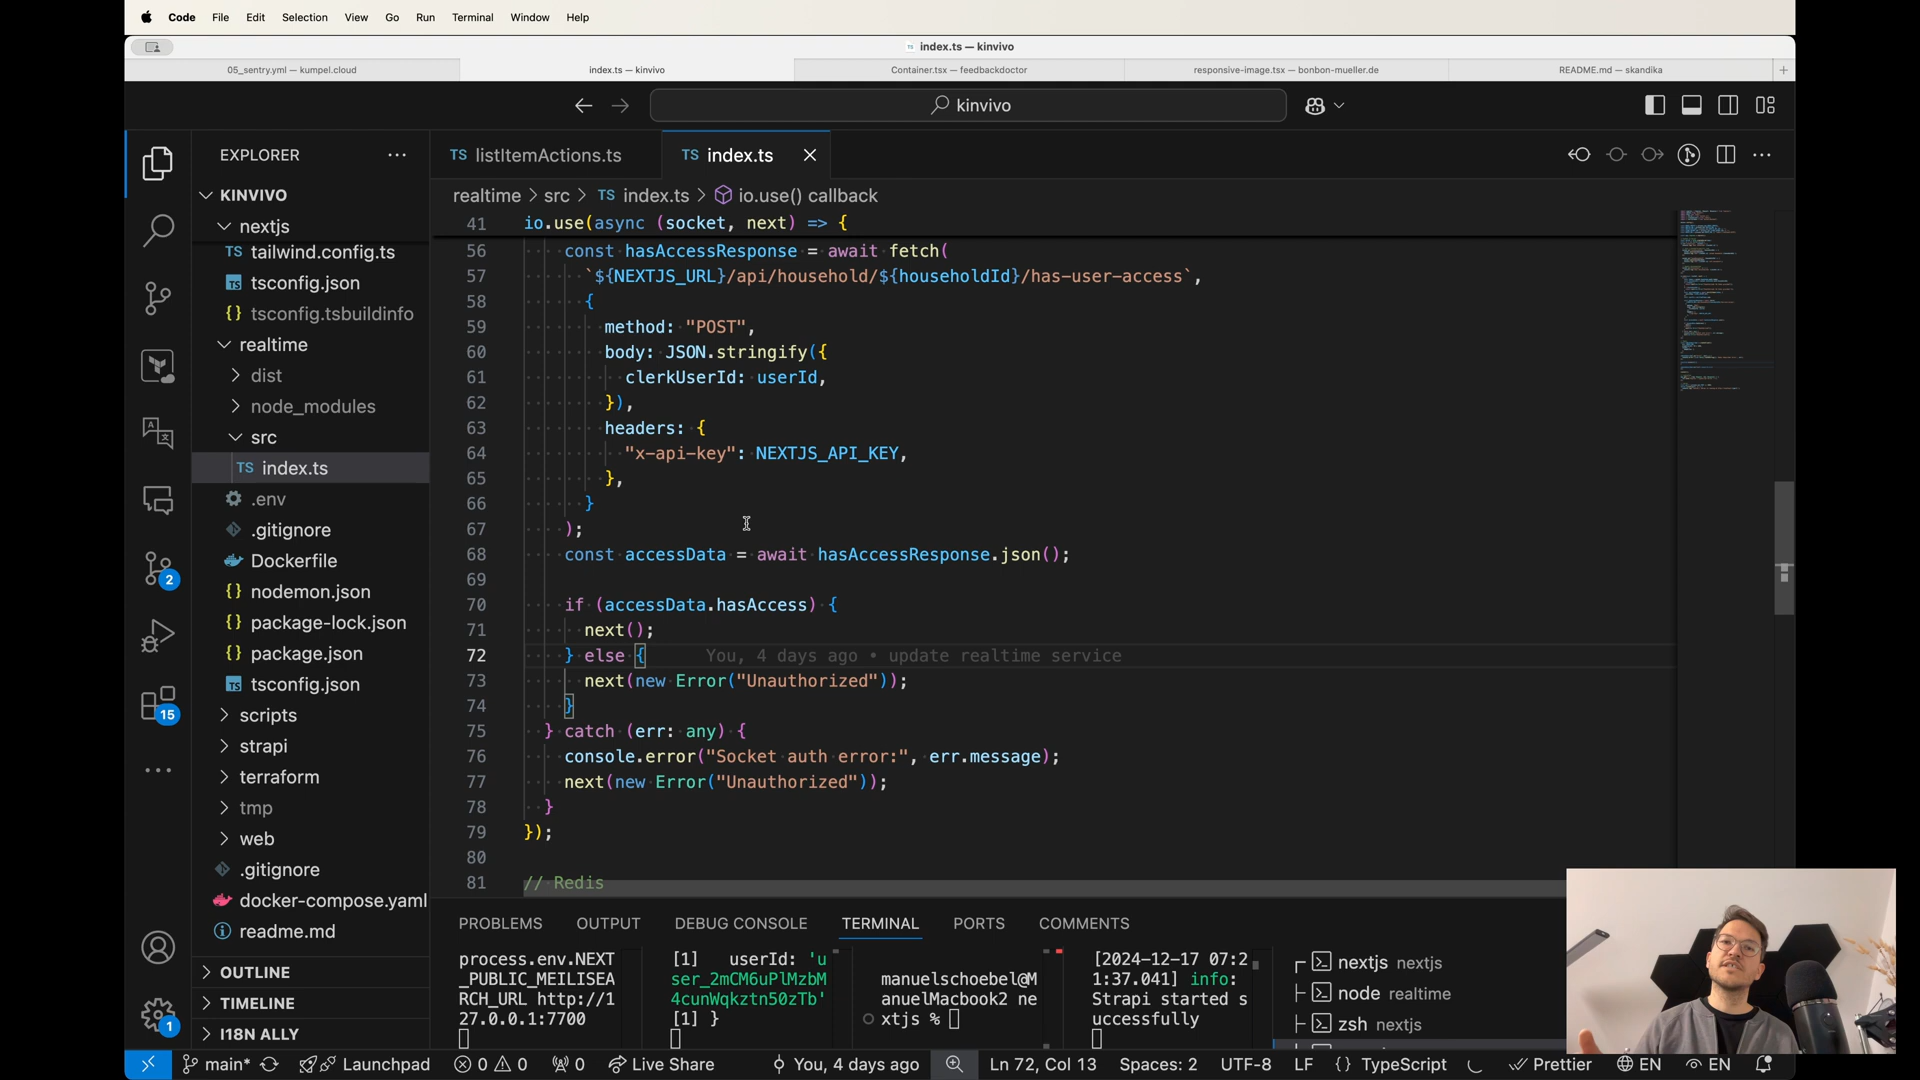 Code File Edit Selection View Go Run Terminal Window Help
index.ts — kinvivo
05_sentry.yml — kumpel.cloud
index.ts — kinvivo
Container.tsx — feedbackdoctor
responsive-image.tsx — bonbon-mueller.de
README.md — skandika
kinvivo
EXPLORER
KINVIVO
nextjs
tailwind.config.ts
tsconfig.json
tsconfig.tsbuildinfo
realtime
dist
node_modules
src
index.ts
.env
.gitignore
Dockerfile
nodemon.json
package-lock.json
package.json
tsconfig.json
scripts
strapi
terraform
tmp
web
.gitignore
docker-compose.yaml
readme.md
OUTLINE
TIMELINE
I18N ALLY
2
15
1
TS listItemActions.ts
TS index.ts
realtime > src > TS index.ts > io.use() callback
41 io.use(async (socket, next) => {
56 const hasAccessResponse = await fetch(
57 `${NEXTJS_URL}/api/household/${householdId}/has-user-access`,
58 {
59 method: "POST",
60 body: JSON.stringify({
61 clerkUserId: userId,
62 }),
63 headers: {
64 "x-api-key": NEXTJS_API_KEY,
65 },
66 }
67 );
68 const accessData = await hasAccessResponse.json();
69
70 if (accessData.hasAccess) {
71 next();
72 } else { You, 4 days ago • update realtime service
73 next(new Error("Unauthorized"));
74 }
75 } catch (err: any) {
76 console.error("Socket auth error:", err.message);
77 next(new Error("Unauthorized"));
78 }
79 });
80
81 // Redis
PROBLEMS OUTPUT DEBUG CONSOLE TERMINAL PORTS COMMENTS
process.env.NEXT
_PUBLIC_MEILISEA
RCH_URL http://1
27.0.0.1:7700
[1] userId: 'u
ser_2mCM6uPlMzbM
4cunWqkztn50zTb'
[1] }
manuelschoebel@M
anuelMacbook2 ne
xtjs %
[2024-12-17 07:2
1:37.041] info:
Strapi started s
uccessfully
nextjs nextjs
node realtime
zsh nextjs
main* Launchpad 0 0 0 Live Share You, 4 days ago Ln 72, Col 13 Spaces: 2 UTF-8 LF {} TypeScript Prettier EN EN